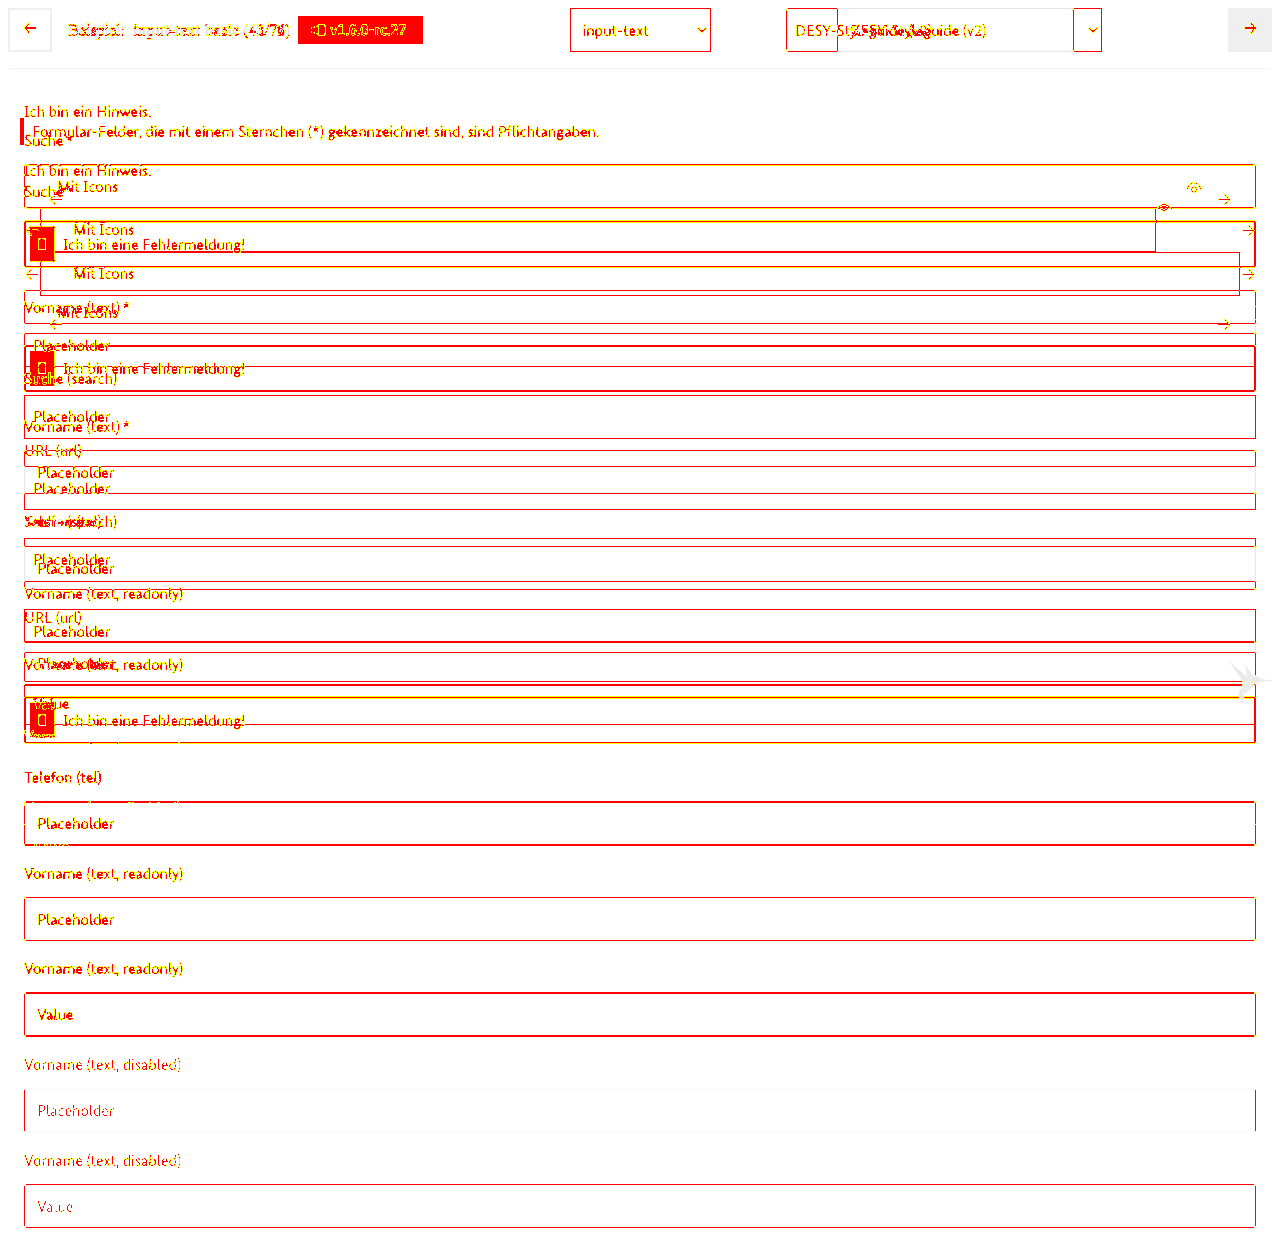 Beispiel: input-text basic (43/76) v1.6.0-rc.27 input-text DESY-Styleguide (v2)
Ich bin ein Hinweis.
Formular-Felder, die mit einem Sternchen (*) gekennzeichnet sind, sind Pflichtangaben.
Suche *
Ich bin ein Hinweis.
Mit Icons
Suche
Mit Icons
Ich bin eine Fehlermeldung!
Mit Icons
Vorname (text) *
Mit Icons
Placeholder
Ich bin eine Fehlermeldung!
Suche (search)
Placeholder
Vorname (text) *
URL (url)
Placeholder
Placeholder
Placeholder
Placeholder
Vorname (text, readonly)
URL (url)
Placeholder
Placeholder
Vorname (text, readonly)
Value
Ich bin eine Fehlermeldung!
Telefon (tel)
Placeholder
Vorname (text, readonly)
Placeholder
Vorname (text, readonly)
Value
Vorname (text, disabled)
Placeholder
Vorname (text, disabled)
Value